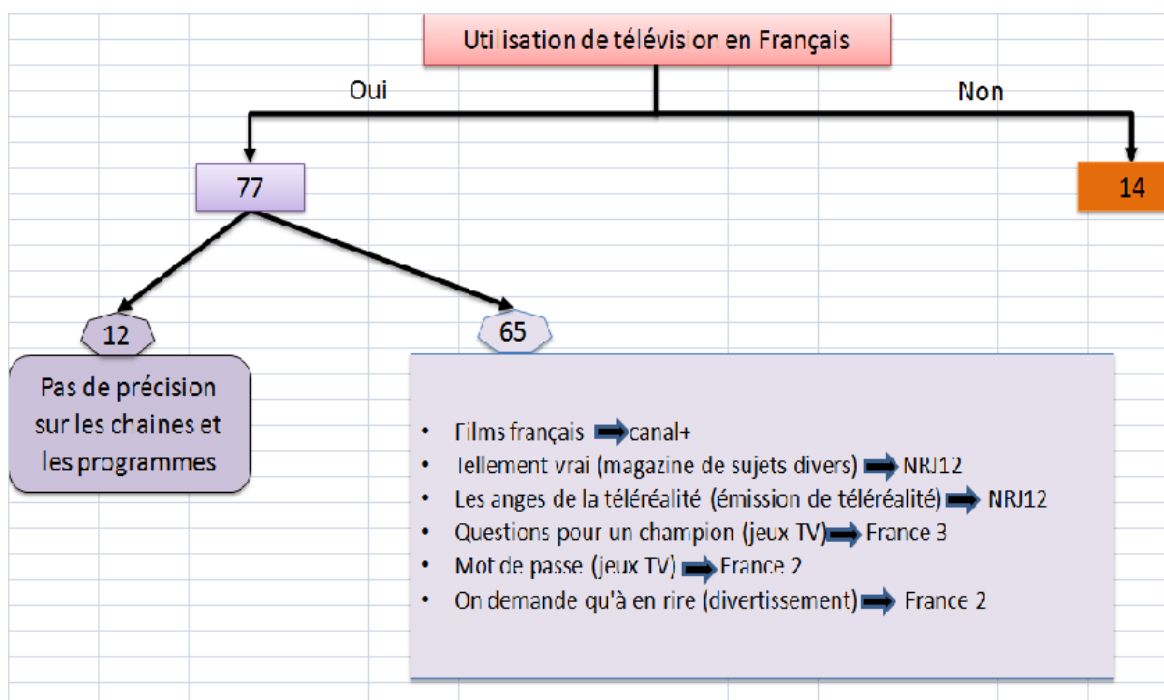 Utilisation de télévision en Français
Oui
Non
77
14
12
65
Pas de précision
sur les chaines et
les programmes
• Films français canal+
• Tellement vrai (magazine de sujets divers) NRJ12
• Les anges de la téléréalité (émission de téléréalité) NRJ12
• Questions pour un champion (jeux TV) France 3
• Mot de passe (jeux TV) France 2
• On demande qu'à en rire (divertissement) France 2